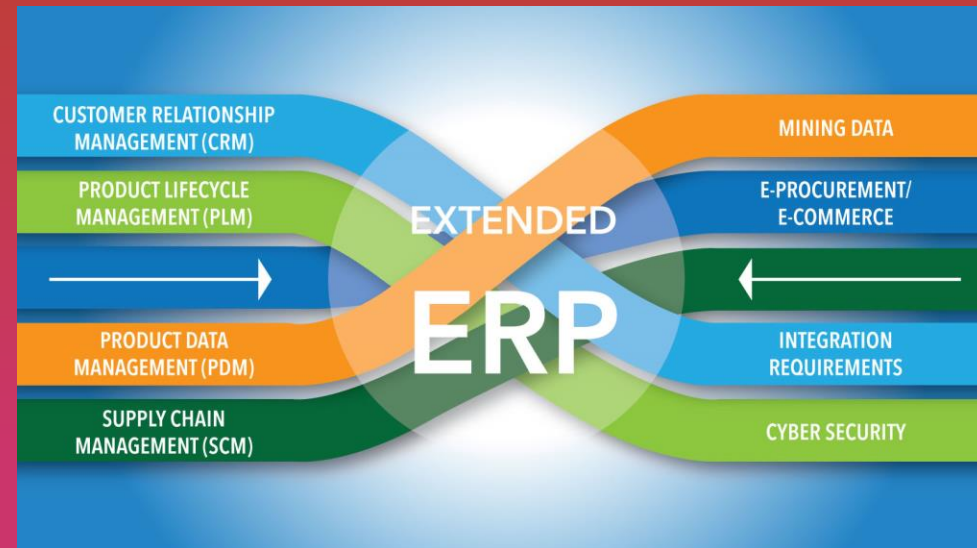 CUSTOMER RELATIONSHIP
MANAGEMENT (CRM)
PRODUCT LIFECYCLE
MANAGEMENT (PLM)
PRODUCT DATA
MANAGEMENT (PDM)
SUPPLY CHAIN
MANAGEMENT (SCM)
EXTENDED
ERP
MINING DATA
E-PROCUREMENT/
E-COMMERCE
INTEGRATION
REQUIREMENTS
CYBER SECURITY